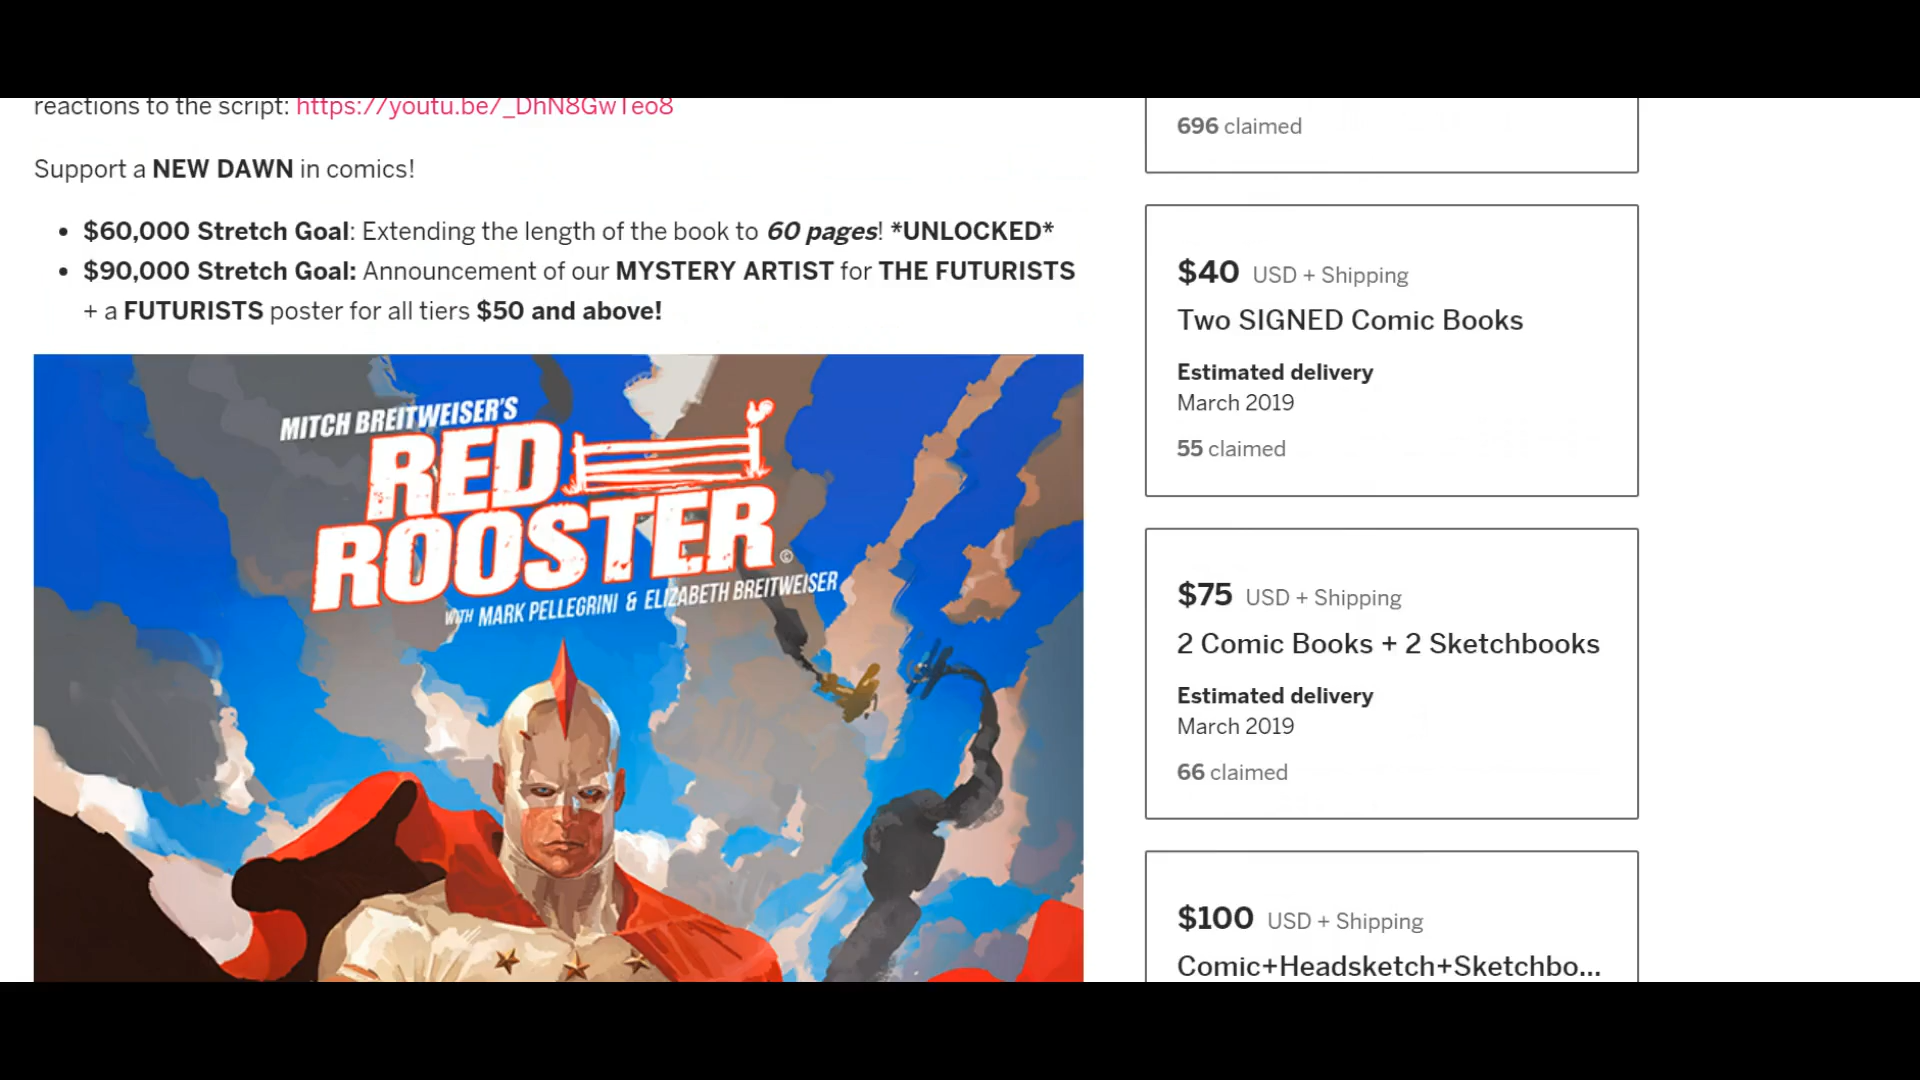 reactions to the script: https://youtu.be/_DhN8GwTeo8
Support a NEW DAWN in comics!
• $60,000 Stretch Goal: Extending the length of the book to 60 pages! *UNLOCKED*
• $90,000 Stretch Goal: Announcement of our MYSTERY ARTIST for THE FUTURISTS
+ a FUTURISTS poster for all tiers $50 and above!
MITCH BREITWEISER'S
RED
ROOSTER ©
WITH MARK PELLEGRINI & ELIZABETH BREITWEISER
696 claimed
$40 USD + Shipping
Two SIGNED Comic Books
Estimated delivery
March 2019
55 claimed
$75 USD + Shipping
2 Comic Books + 2 Sketchbooks
Estimated delivery
March 2019
66 claimed
$100 USD + Shipping
Comic+Headsketch+Sketchbo...